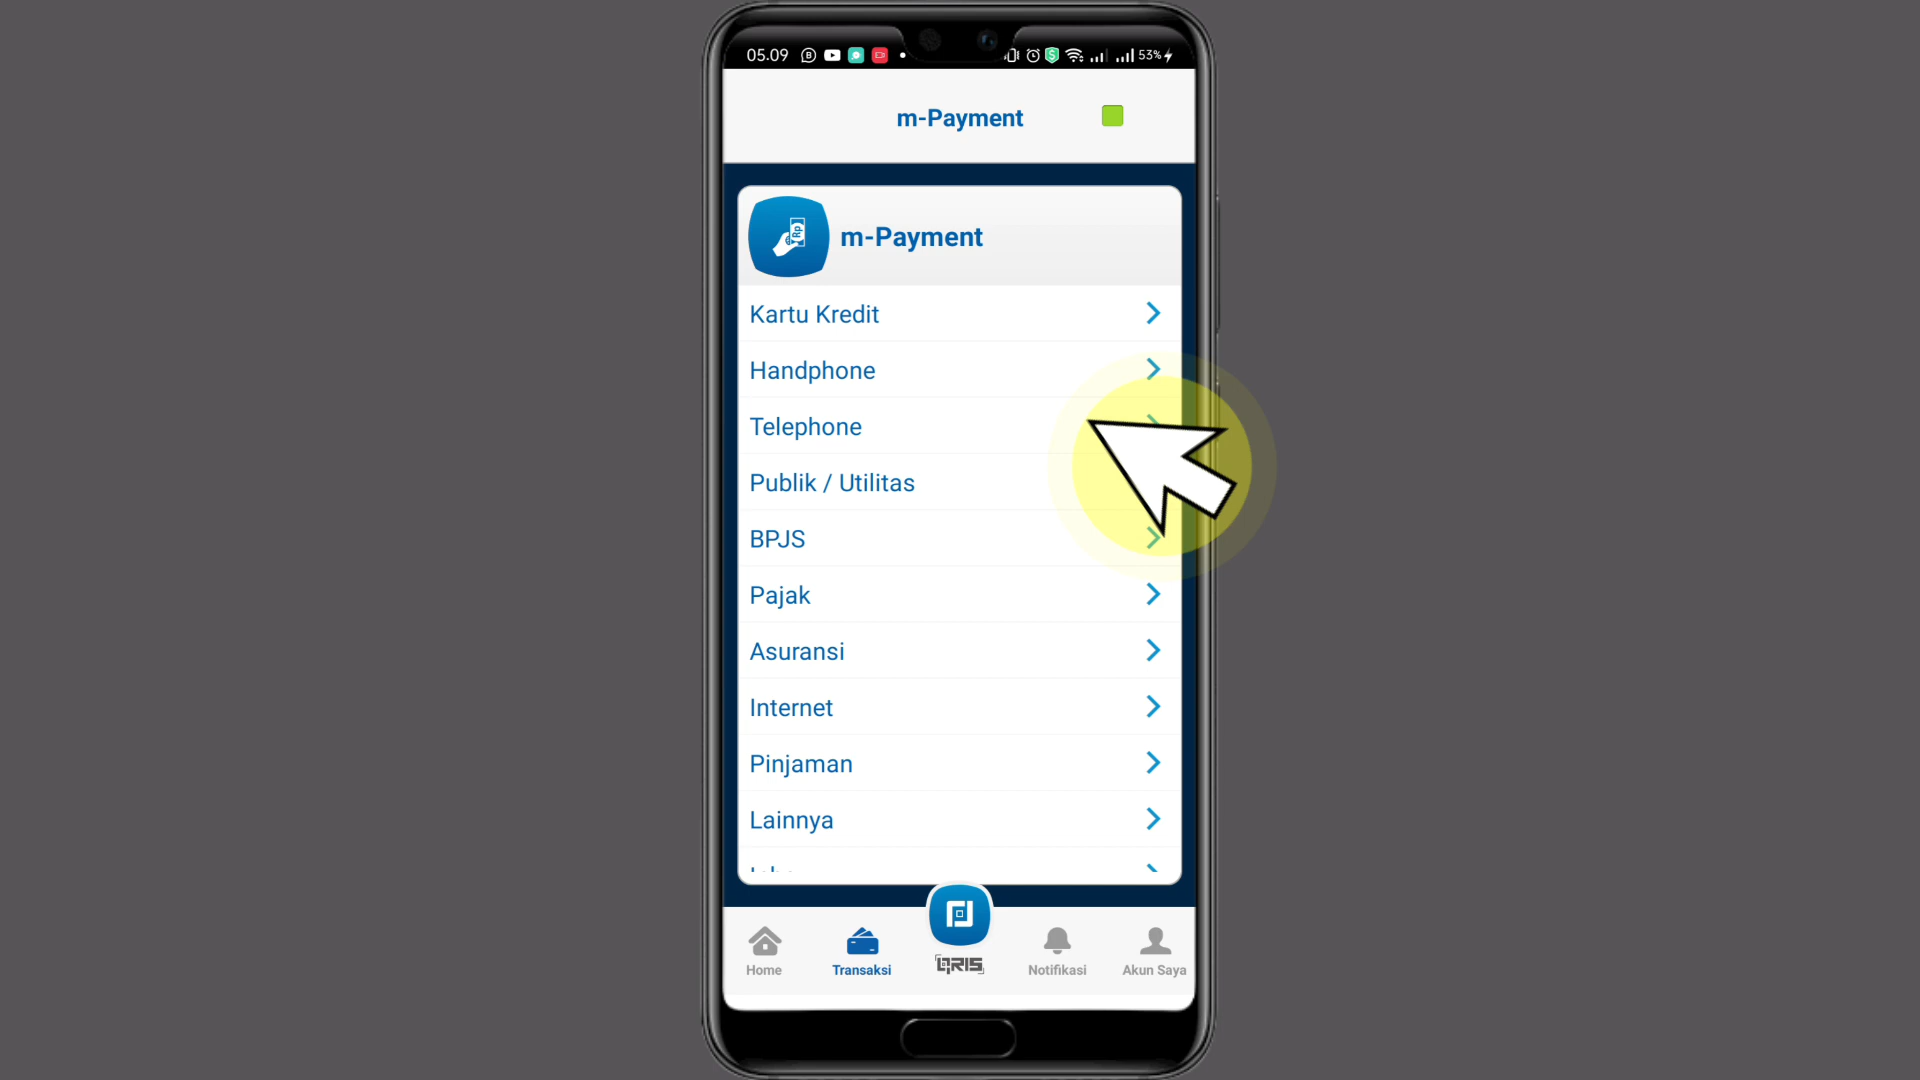 05.09 53%
m-Payment
Rp
m-Payment
Kartu Kredit
Handphone
Telephone
Publik / Utilitas
BPJS
Pajak
Asuransi
Internet
Pinjaman
Lainnya
Home
Transaksi
QRIS
Notifikasi
Akun Saya